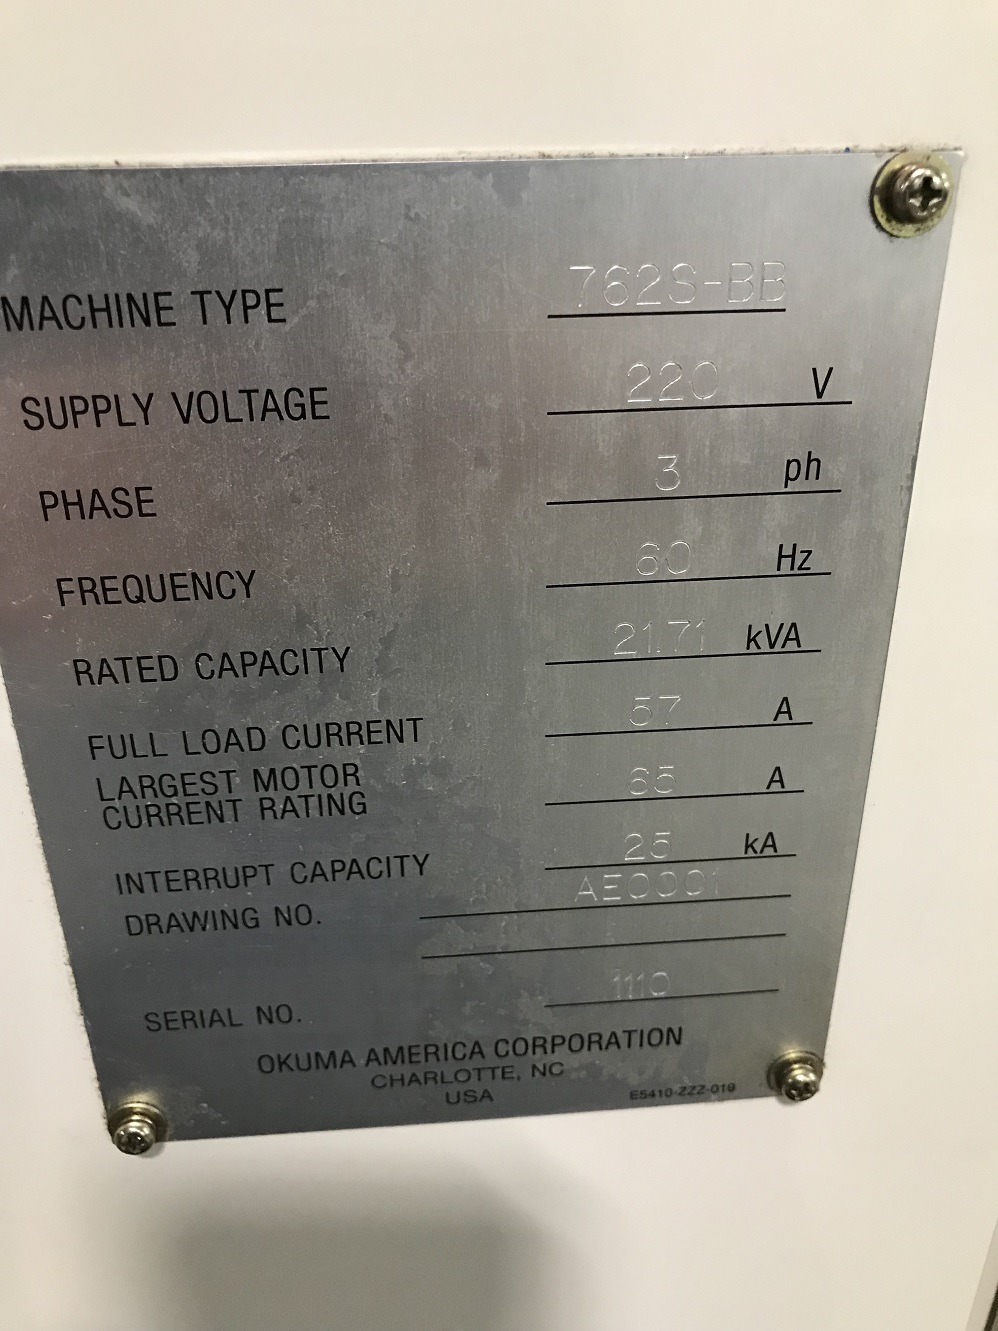 MACHINE TYPE 762S-BB
SUPPLY VOLTAGE 220 V
PHASE 3 ph
FREQUENCY 60 Hz
RATED CAPACITY 21.71 kVA
FULL LOAD CURRENT 57 A
LARGEST MOTOR
CURRENT RATING 65 A
INTERRUPT CAPACITY 25 kA
DRAWING NO. AE0001
SERIAL NO. 1110
OKUMA AMERICA CORPORATION
CHARLOTTE, NC
USA
E5410-ZZZ-019